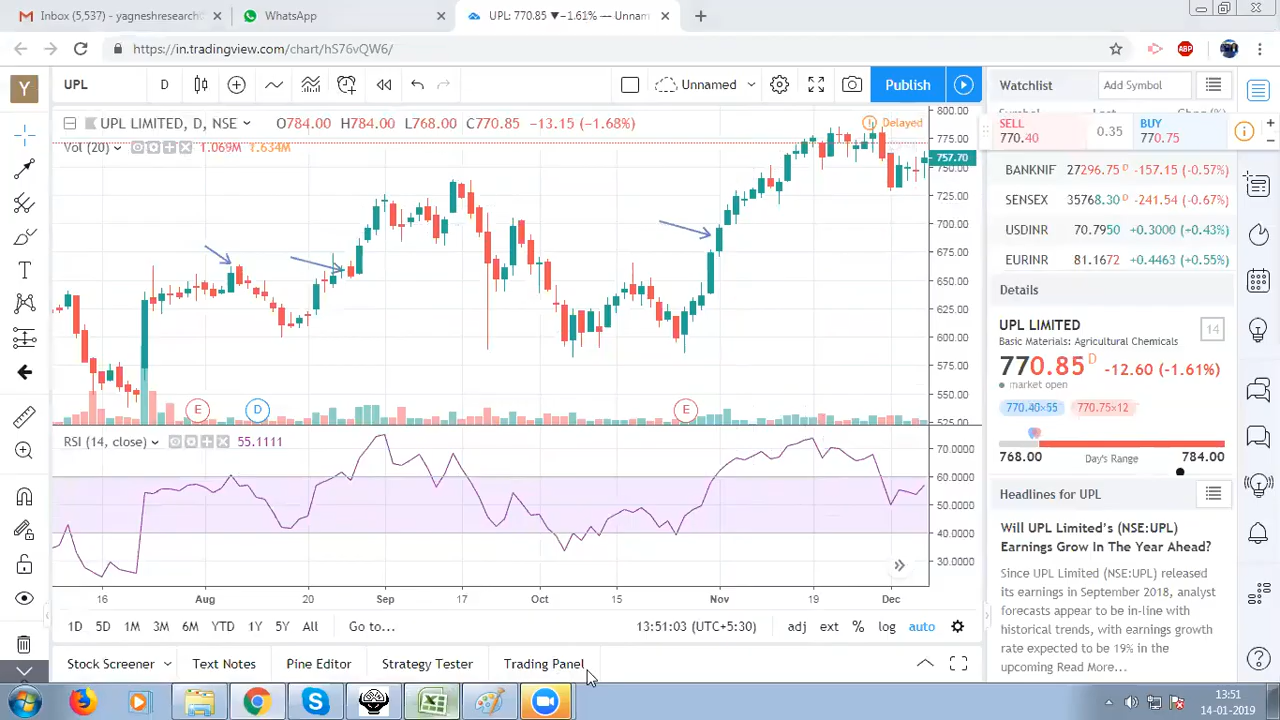 Inbox (5,537) - yagneshresearch
WhatsApp
UPL: 770.85 ▼−1.61% — Unnam
https://in.tradingview.com/chart/hS76vQW6/
ABP
Y
UPL
D
Unnamed
Publish
Watchlist
Add Symbol
UPL LIMITED, D, NSE
O784.00 H784.00 L768.00 C770.85 -13.15 (-1.68%)
Delayed
Vol (20)
1.069M
1.634M
SELL
770.40
0.35
BUY
770.75
BANKNIF 27296.75 D -157.15 (-0.57%)
SENSEX 35768.30 D -241.54 (-0.67%)
USDINR 70.7950 +0.3000 (+0.43%)
EURINR 81.1672 +0.4463 (+0.55%)
Details
UPL LIMITED
14
Basic Materials: Agricultural Chemicals
770.85 D -12.60 (-1.61%)
market open
770.40×55
770.75×12
768.00
Day's Range
784.00
Headlines for UPL
Will UPL Limited's (NSE:UPL)
Earnings Grow In The Year Ahead?
Since UPL Limited (NSE:UPL) released
its earnings in September 2018, analyst
forecasts appear to be in-line with
historical trends, with earnings growth
rate expected to be 19% in the
upcoming Read More...
800.00
775.00
757.70
725.00
700.00
675.00
650.00
625.00
600.00
575.00
550.00
525.00
E
D
E
RSI (14, close)
55.1111
70.0000
60.0000
50.0000
40.0000
30.0000
16
Aug
20
Sep
17
Oct
15
Nov
19
Dec
1D 5D 1M 3M 6M YTD 1Y 5Y All
Go to...
13:51:03 (UTC+5:30)
adj ext % log auto
Stock Screener
Text Notes
Pine Editor
Strategy Tester
Trading Panel
13:51
14-01-2019